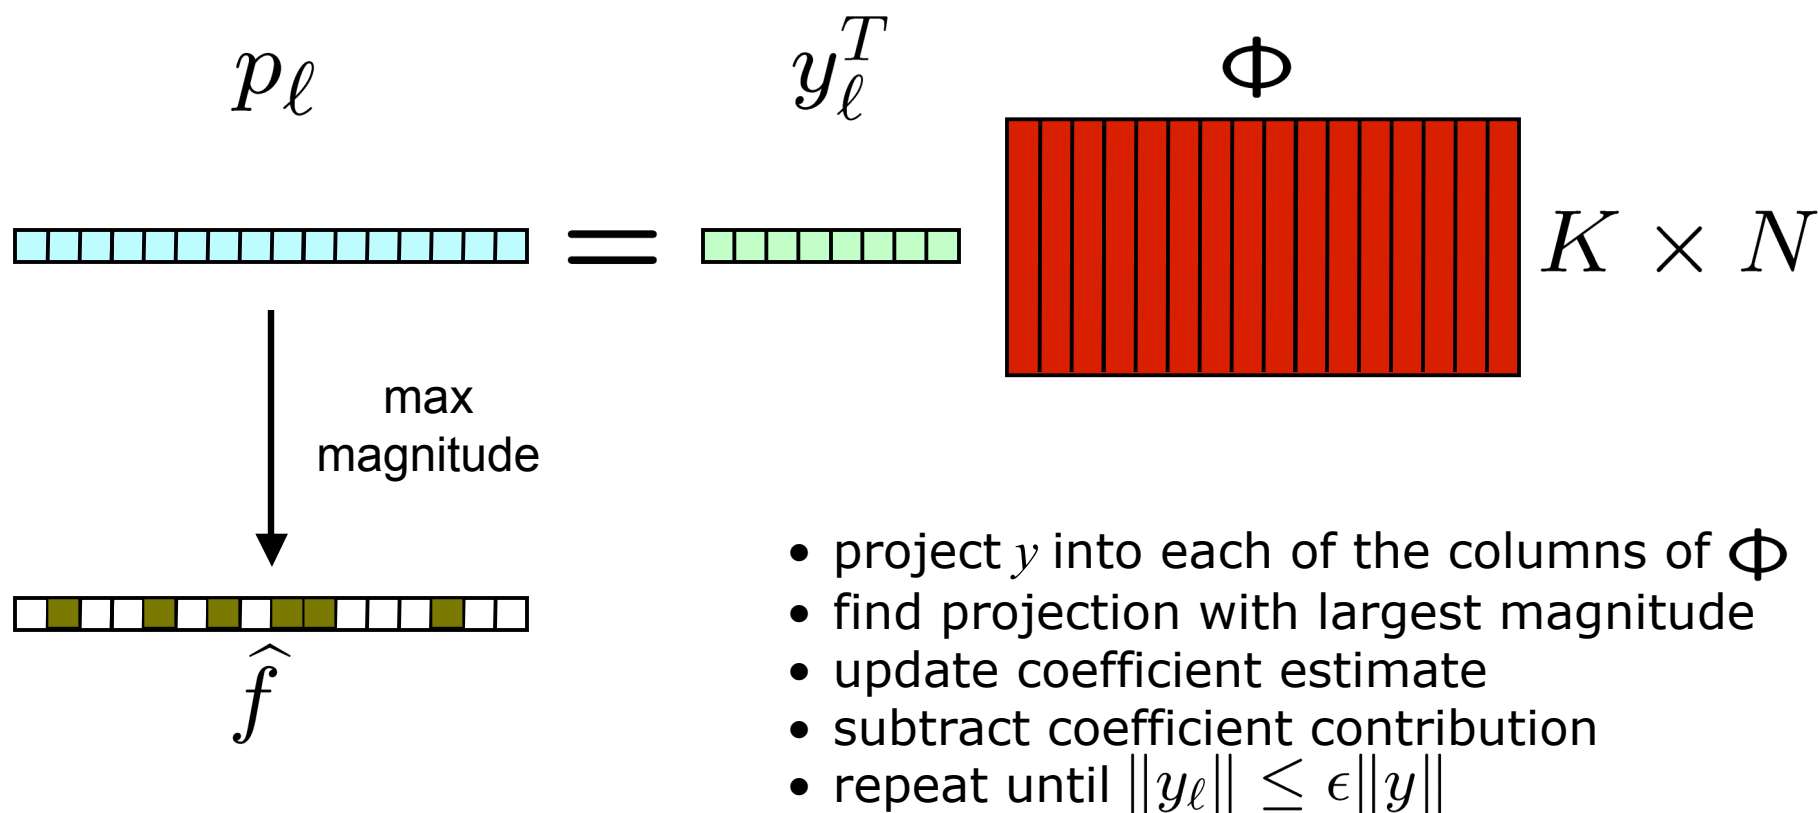 p_ℓ = y_ℓ^T Φ
K × N
max
magnitude
f̂
• project y into each of the columns of Φ
• find projection with largest magnitude
• update coefficient estimate
• subtract coefficient contribution
• repeat until ‖y_ℓ‖ ≤ ϵ‖y‖